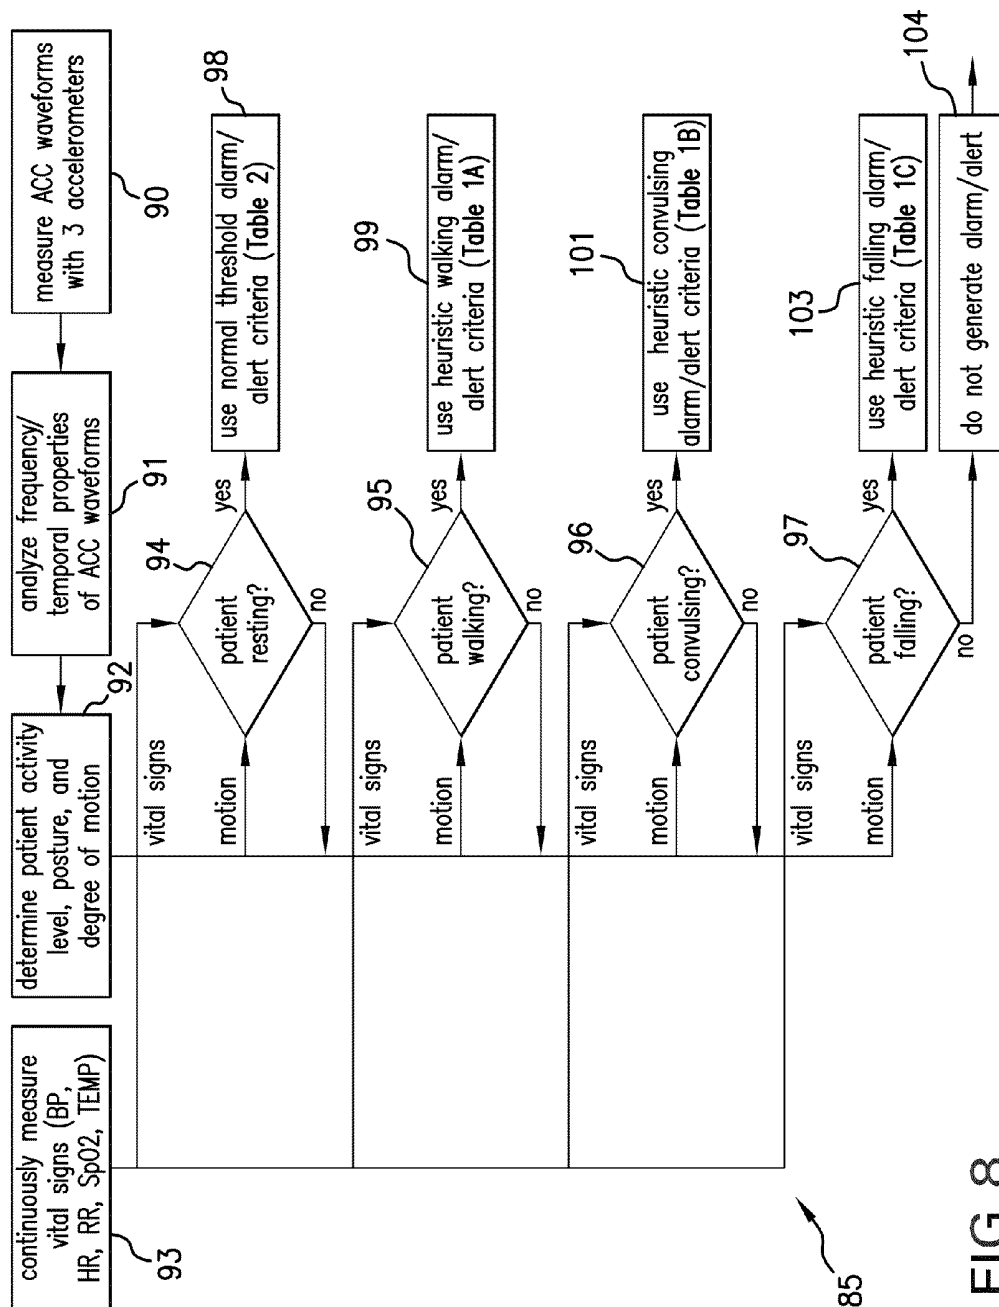 continuously measure
vital signs (BP,
HR, RR, SpO2, TEMP)
93
determine patient activity
level, posture, and
degree of motion
92
analyze frequency/
temporal properties
of ACC waveforms
91
measure ACC waveforms
with 3 accelerometers
90
vital signs
motion
patient
resting?
94
yes
no
use normal threshold alarm/
alert criteria (Table 2)
98
vital signs
motion
patient
walking?
95
yes
no
use heuristic walking alarm/
alert criteria (Table 1A)
99
vital signs
motion
patient
convulsing?
96
yes
no
use heuristic convulsing
alarm/alert criteria (Table 1B)
101
vital signs
motion
patient
falling?
97
yes
no
use heuristic falling alarm/
alert criteria (Table 1C)
103
do not generate alarm/alert
104
85
FIG. 8